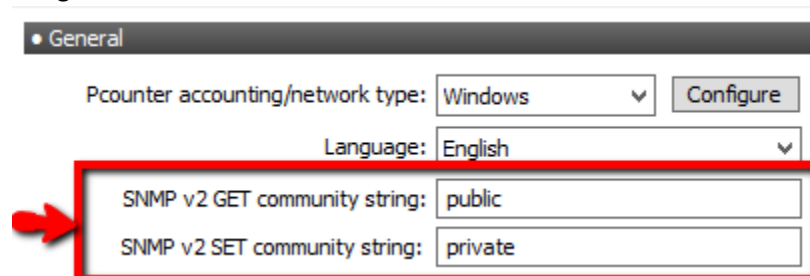 • General
Pcounter accounting/network type: Windows Configure
Language: English
SNMP v2 GET community string: public
SNMP v2 SET community string: private